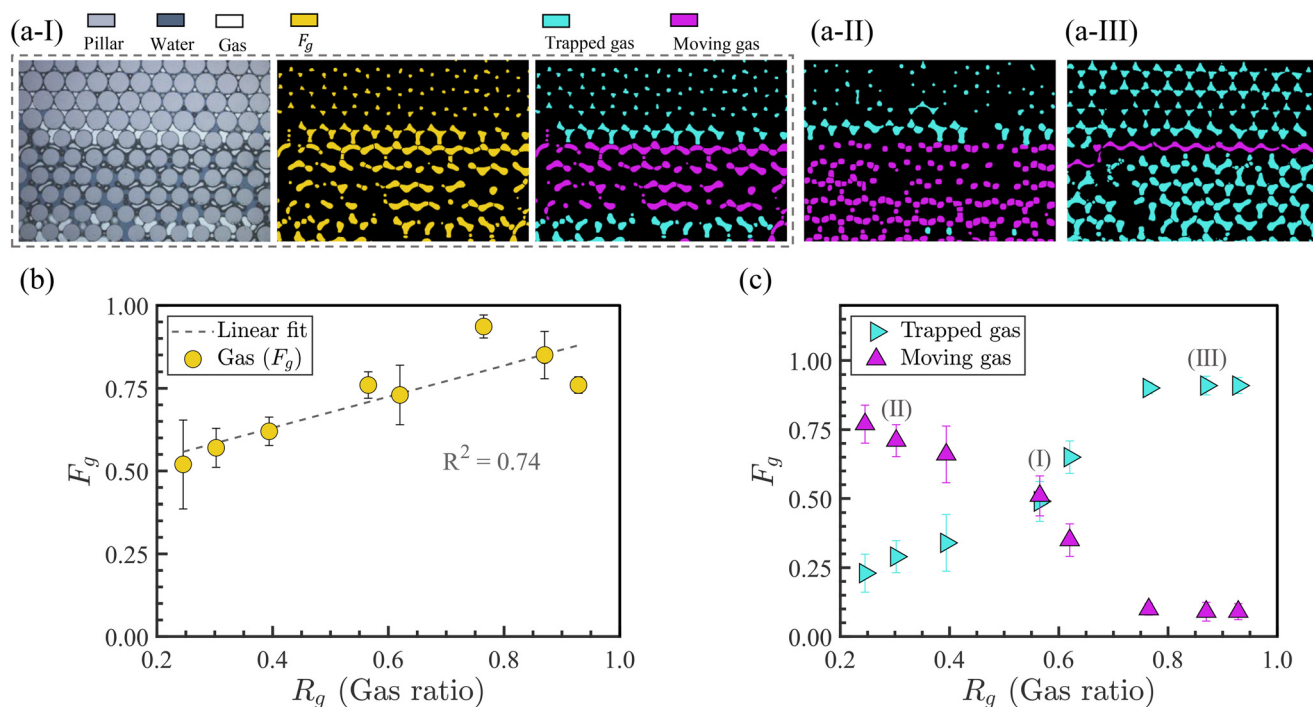 (a-I)
Pillar Water Gas F_g
Trapped gas Moving gas
(a-II)
(a-III)
(b)
1.00
0.75
0.50
0.25
0.00
F_g
Linear fit
Gas (F_g)
R² = 0.74
0.2 0.4 0.6 0.8 1.0
R_g (Gas ratio)
(c)
1.00
0.75
0.50
0.25
0.00
F_g
Trapped gas
Moving gas
(II)
(I)
(III)
0.2 0.4 0.6 0.8 1.0
R_g (Gas ratio)